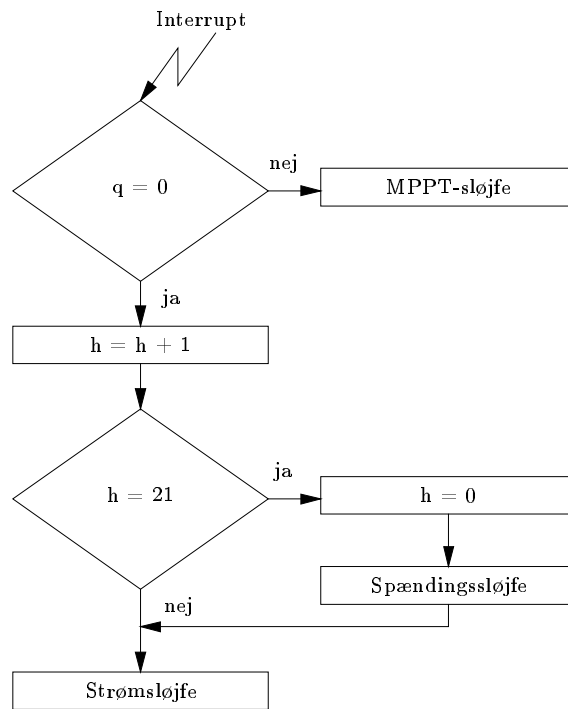 Interrupt
nej
q = 0
MPPT-sløjfe
ja
h = h + 1
ja
h = 21
h = 0
Spændingssløjfe
nej
Strømsløjfe